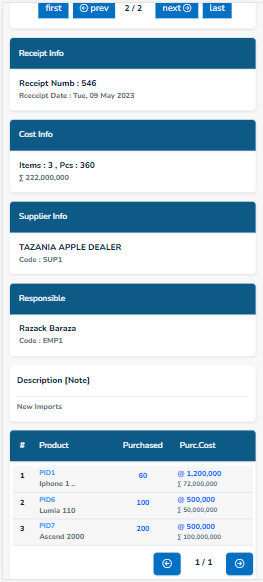 first prev 2 / 2 next last
Receipt Info
Receipt Numb : 546
Rceceipt Date : Tue, 09 May 2023
Cost Info
Items : 3 , Pcs : 360
∑ 222,000,000
Supplier Info
TAZANIA APPLE DEALER
Code : SUP1
Responsible
Razack Baraza
Code : EMP1
Description [Note]
New Imports
# Product Purchased Purc.Cost
1 PID1 60 @ 1,200,000
Iphone 1 .. ∑ 72,000,000
2 PID6 100 @ 500,000
Lumia 110 ∑ 50,000,000
3 PID7 200 @ 500,000
Ascend 2000 ∑ 100,000,000
1 / 1